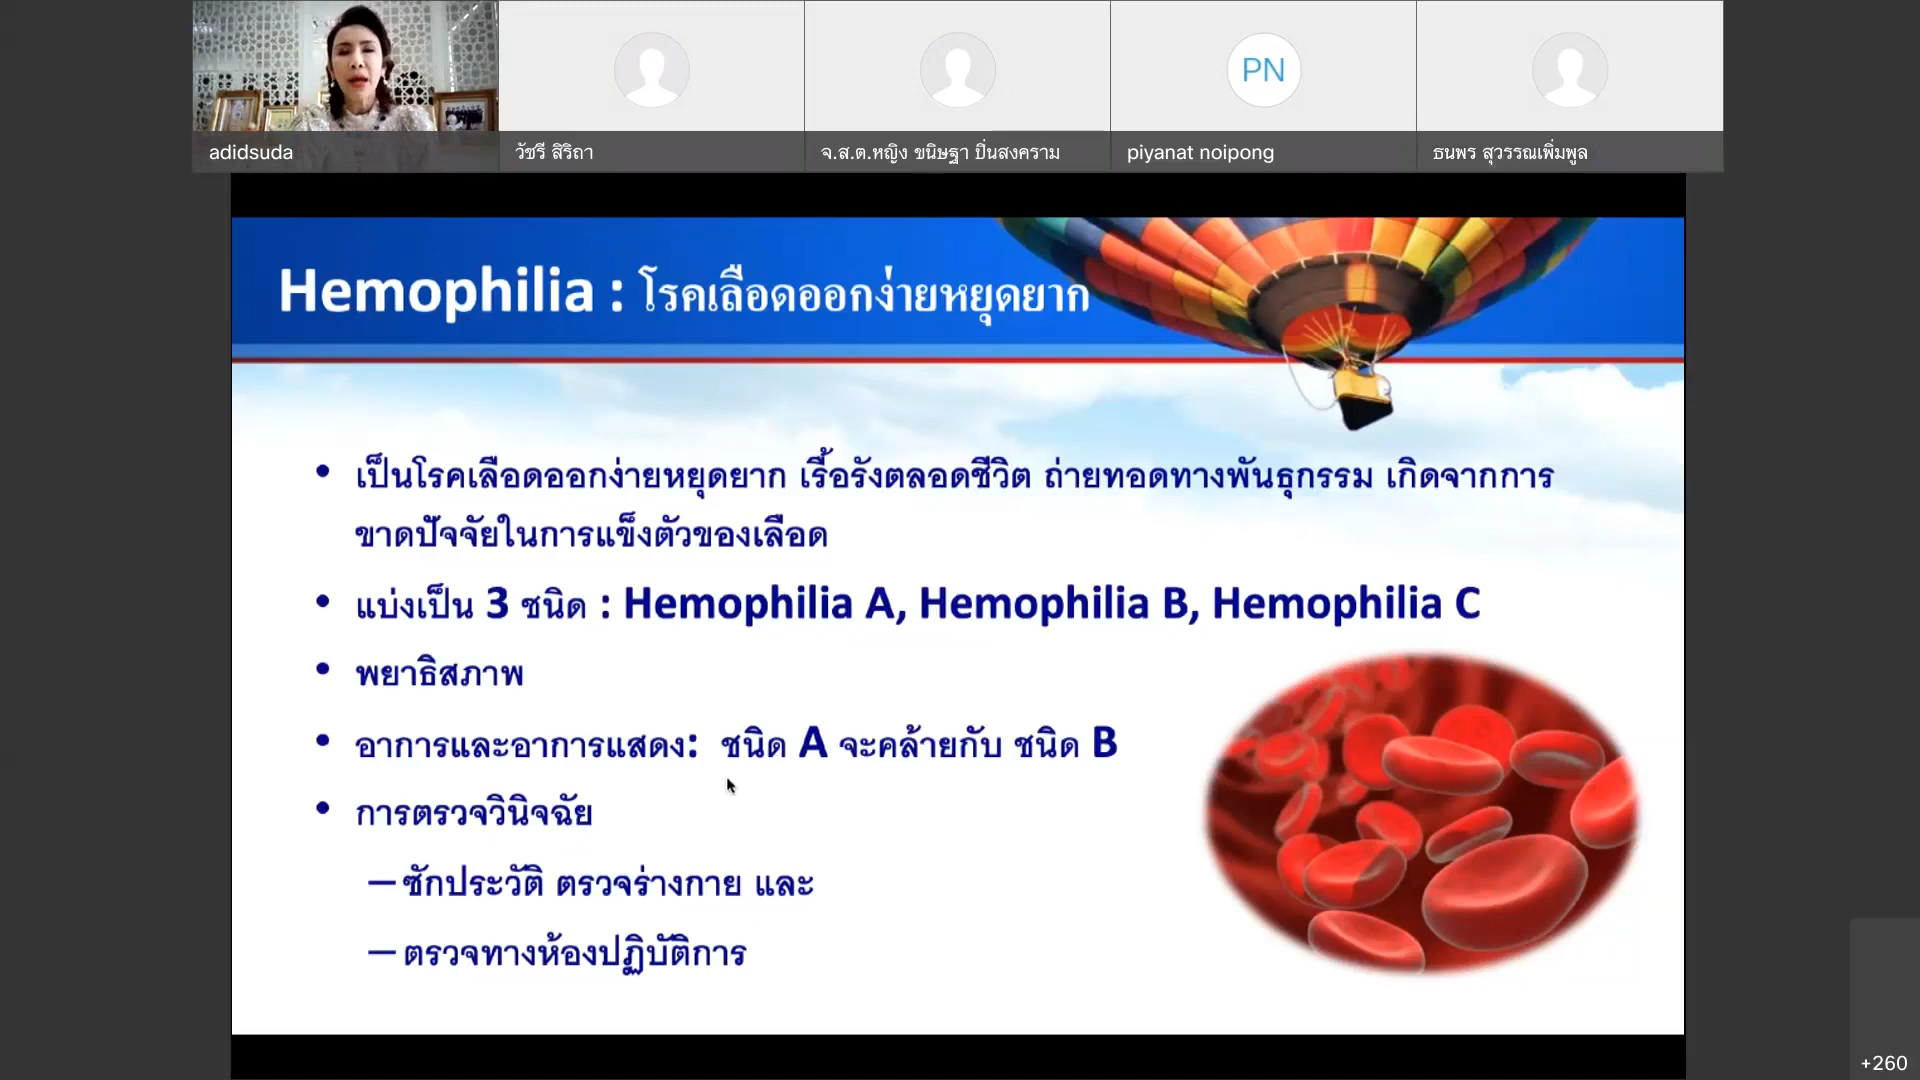 adidsuda
วัชรี สิริถา
จ.ส.ต.หญิง ขนิษฐา ปิ่นสงคราม
PN
piyanat noipong
ธนพร สุวรรณเพิ่มพูล
Hemophilia : โรคเลือดออกง่ายหยุดยาก
• เป็นโรคเลือดออกง่ายหยุดยาก เรื้อรังตลอดชีวิต ถ่ายทอดทางพันธุกรรม เกิดจากการ
ขาดปัจจัยในการแข็งตัวของเลือด
• แบ่งเป็น 3 ชนิด : Hemophilia A, Hemophilia B, Hemophilia C
• พยาธิสภาพ
• อาการและอาการแสดง: ชนิด A จะคล้ายกับ ชนิด B
• การตรวจวินิจฉัย
– ซักประวัติ ตรวจร่างกาย และ
– ตรวจทางห้องปฏิบัติการ
+260